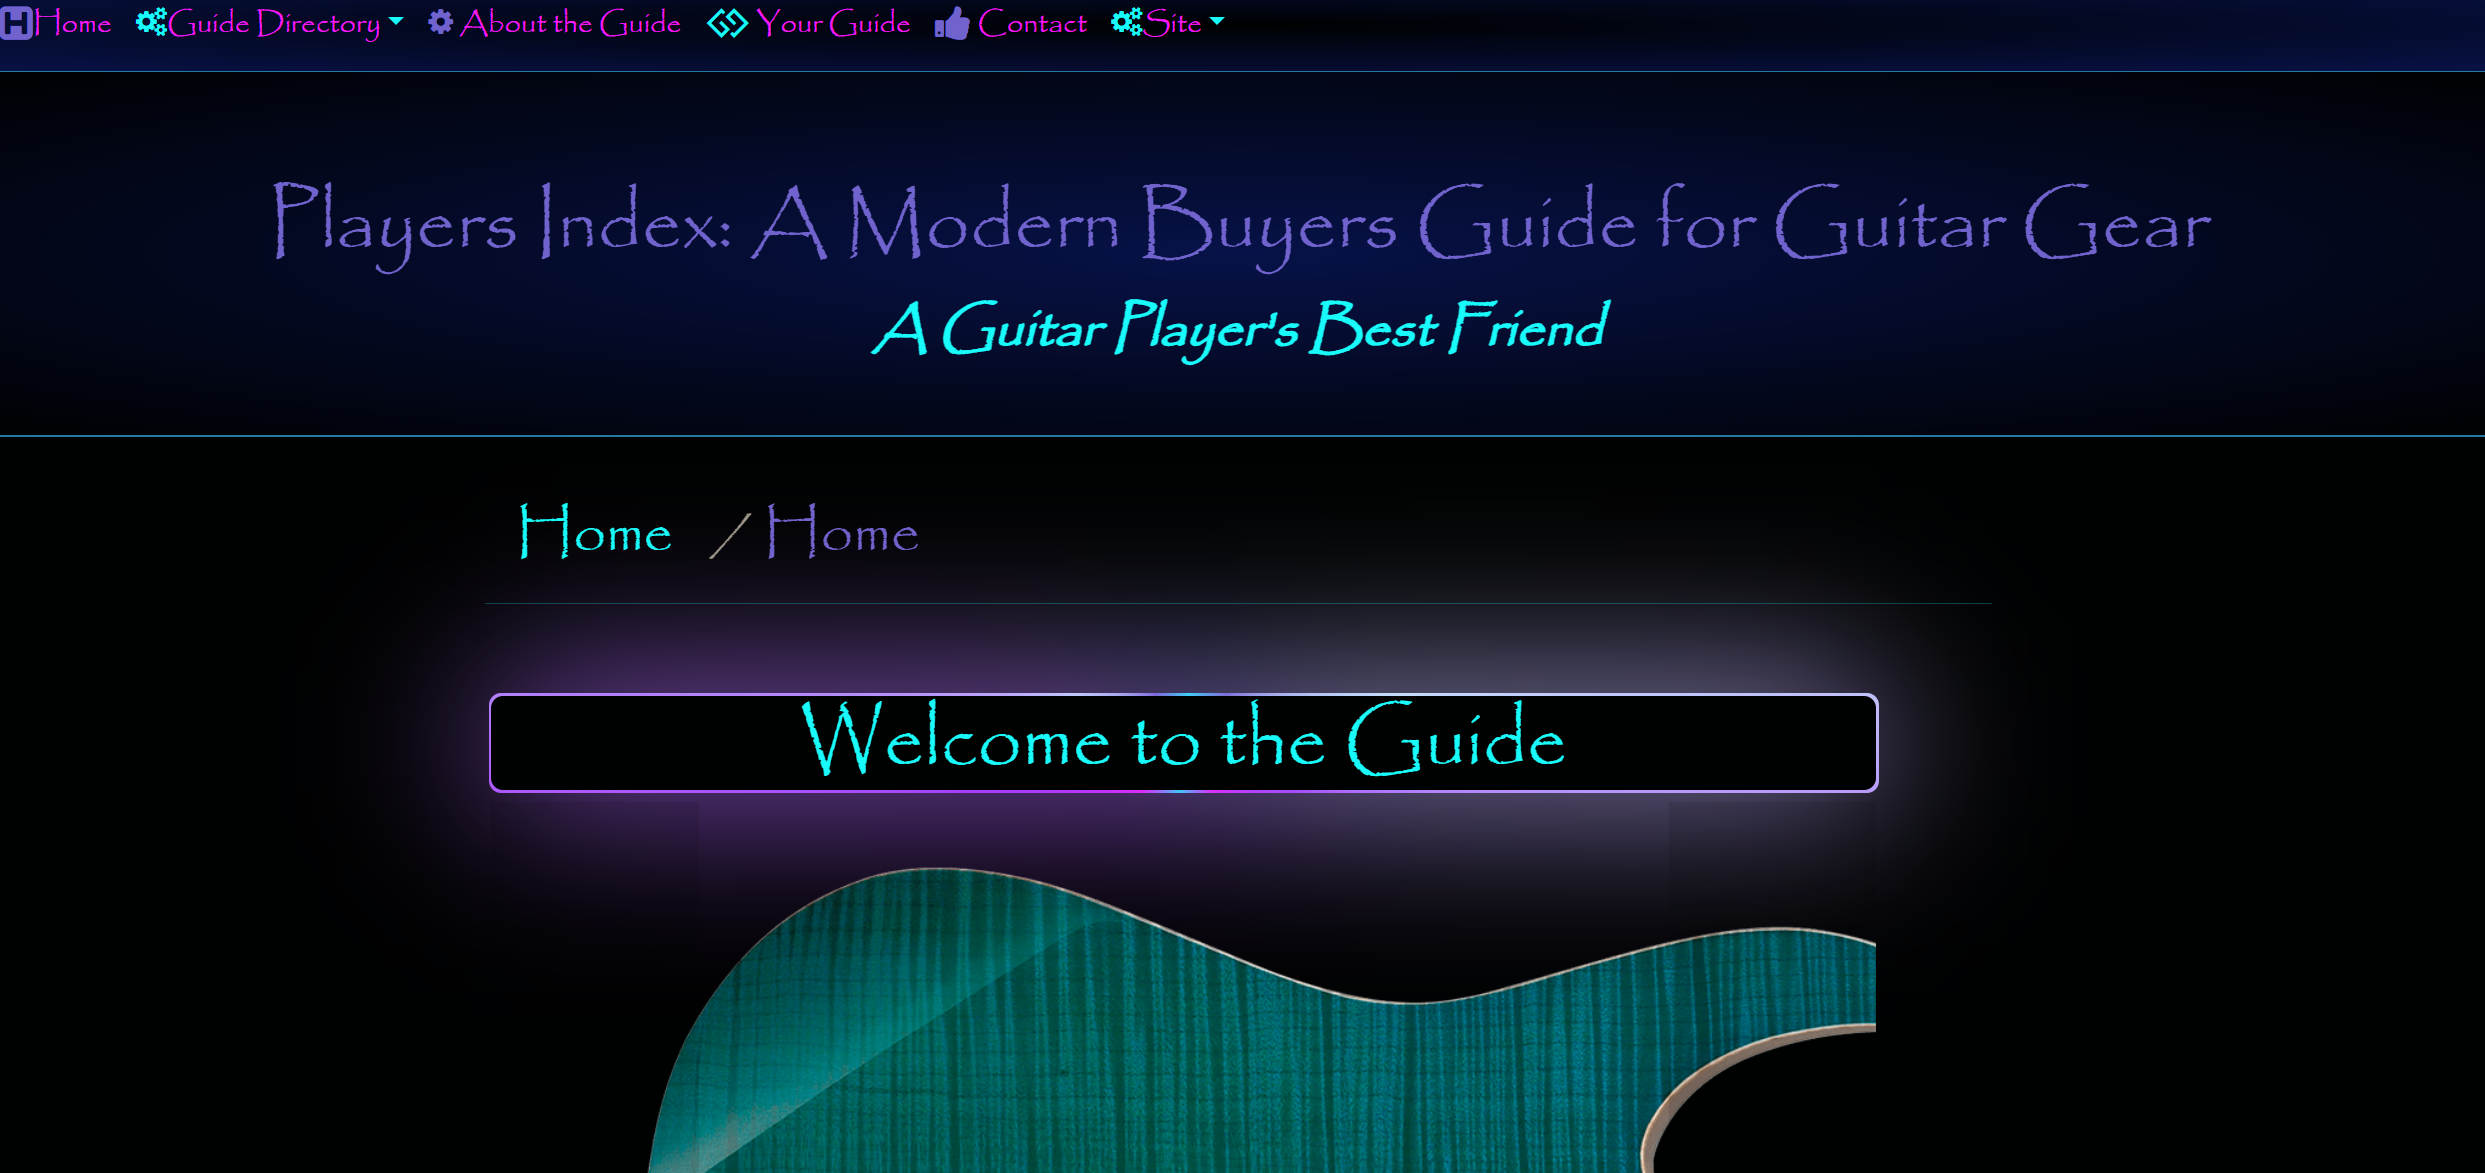 Home Guide Directory About the Guide Your Guide Contact Site
Players Index: A Modern Buyers Guide for Guitar Gear
A Guitar Player's Best Friend
Home / Home
Welcome to the Guide